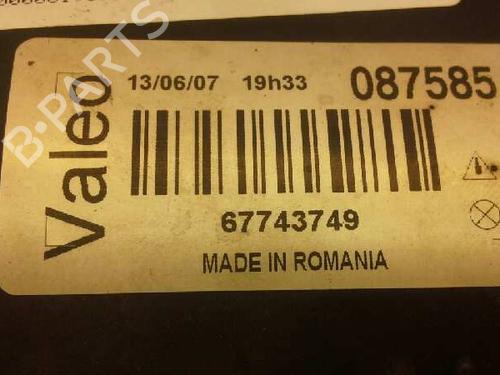 Valeo
13/06/07 19h33 087585
67743749
MADE IN ROMANIA
B-PARTS